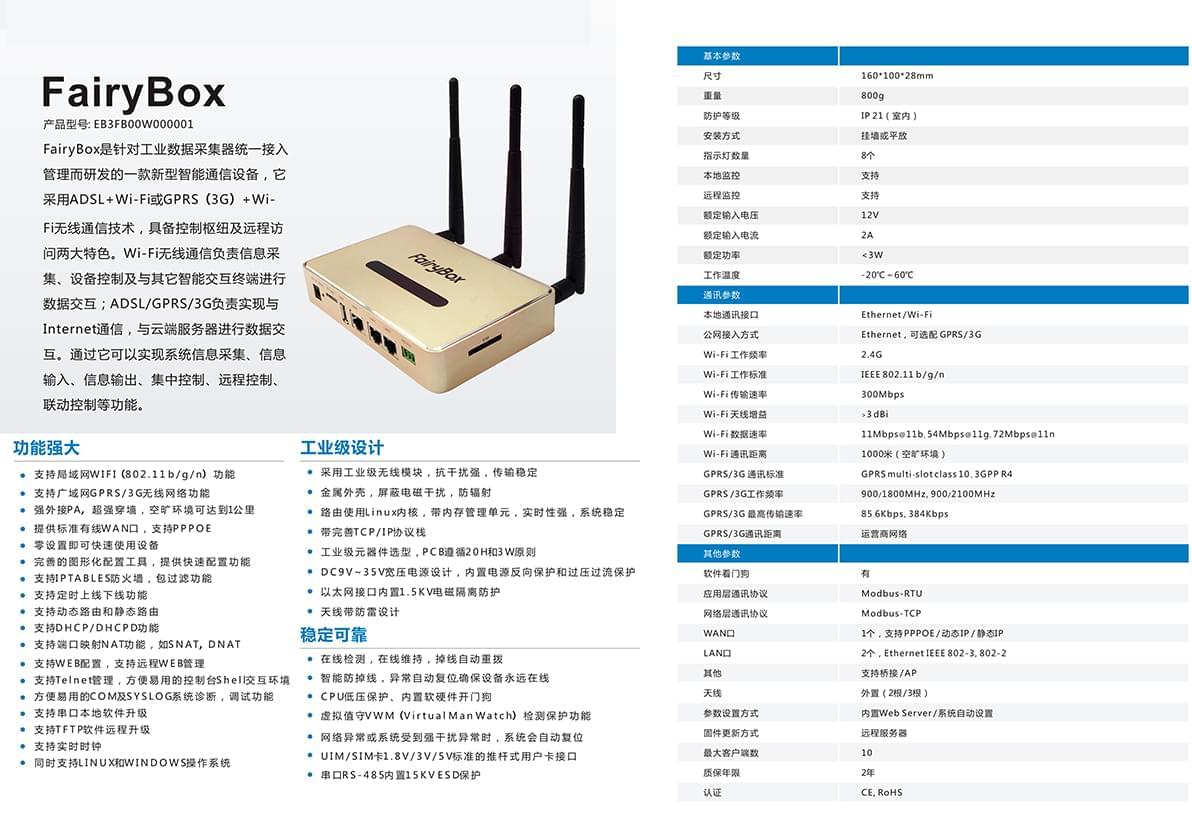 FairyBox
产品型号: EB3FB00W000001
FairyBox是针对工业数据采集器统一接入
管理而研发的一款新型智能通信设备，它
采用ADSL+Wi-Fi或GPRS（3G）+Wi-
Fi无线通信技术，具备控制枢纽及远程访
问两大特色。Wi-Fi无线通信负责信息采
集、设备控制及与其它智能交互终端进行
数据交互；ADSL/GPRS/3G负责实现与
Internet通信，与云端服务器进行数据交
互。通过它可以实现系统信息采集、信息
输入、信息输出、集中控制、远程控制、
联动控制等功能。
FairyBox
功能强大
支持局域网WIFI（802.11b/g/n）功能
支持广域网GPRS/3G无线网络功能
强外接PA，超强穿墙，空旷环境可达到1公里
提供标准有线WAN口，支持PPPOE
零设置即可快速使用设备
完善的图形化配置工具，提供快速配置功能
支持IPTABLES防火墙，包过滤功能
支持定时上线下线功能
支持动态路由和静态路由
支持DHCP/DHCPD功能
支持端口映射NAT功能，如SNAT，DNAT
支持WEB配置，支持远程WEB管理
支持Telnet管理，方便易用的控制台Shell交互环境
方便易用的COM及SYSLOG系统诊断，调试功能
支持串口本地软件升级
支持TFTP软件远程升级
支持实时时钟
同时支持LINUX和WINDOWS操作系统
工业级设计
采用工业级无线模块，抗干扰强，传输稳定
金属外壳，屏蔽电磁干扰，防辐射
路由使用Linux内核，带内存管理单元，实时性强，系统稳定
带完善TCP/IP协议栈
工业级元器件选型，PCB遵循20H和3W原则
DC9V~35V宽压电源设计，内置电源反向保护和过压过流保护
以太网接口内置1.5KV电磁隔离防护
天线带防雷设计
稳定可靠
在线检测，在线维持，掉线自动重拨
智能防掉线，异常自动复位,确保设备永远在线
CPU低压保护、内置软硬件开门狗
虚拟值守VWM（Virtual Man Watch）检测保护功能
网络异常或系统受到强干扰异常时，系统会自动复位
UIM/SIM卡1.8V/3V/5V标准的推杆式用户卡接口
串口RS-485内置15KV ESD保护
基本参数
尺寸 160*100*28mm
重量 800g
防护等级 IP 21（室内）
安装方式 挂墙或平放
指示灯数量 8个
本地监控 支持
远程监控 支持
额定输入电压 12V
额定输入电流 2A
额定功率 <3W
工作温度 -20℃～60℃
通讯参数
本地通讯接口 Ethernet/Wi-Fi
公网接入方式 Ethernet，可选配 GPRS/3G
Wi-Fi 工作频率 2.4G
Wi-Fi 工作标准 IEEE 802.11 b/g/n
Wi-Fi 传输速率 300Mbps
Wi-Fi 天线增益 >3 dBi
Wi-Fi 数据速率 11Mbps@11b, 54Mbps@11g, 72Mbps@11n
Wi-Fi 通讯距离 1000米（空旷环境）
GPRS/3G 通讯标准 GPRS multi-slot class 10, 3GPP R4
GPRS /3G工作频率 900/1800MHz, 900/2100MHz
GPRS/3G 最高传输速率 85.6Kbps, 384Kbps
GPRS/3G通讯距离 运营商网络
其他参数
软件看门狗 有
应用层通讯协议 Modbus-RTU
网络层通讯协议 Modbus-TCP
WAN口 1个，支持PPPOE/动态IP/静态IP
LAN口 2个，Ethernet IEEE 802-3, 802-2
其他 支持桥接/AP
天线 外置（2根/3根）
参数设置方式 内置Web Server/系统自动设置
固件更新方式 远程服务器
最大客户端数 10
质保年限 2年
认证 CE, RoHS